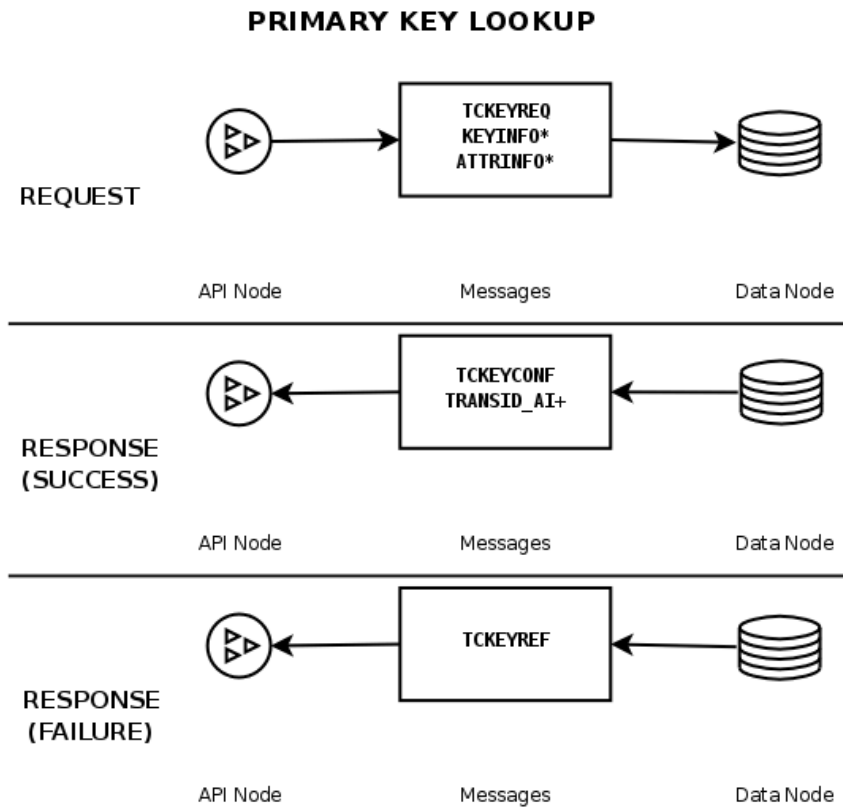 PRIMARY KEY LOOKUP
TCKEYREQ
KEYINFO*
ATTRINFO*
REQUEST
API Node Messages Data Node
TCKEYCONF
TRANSID_AI+
RESPONSE
(SUCCESS)
API Node Messages Data Node
TCKEYREF
RESPONSE
(FAILURE)
API Node Messages Data Node